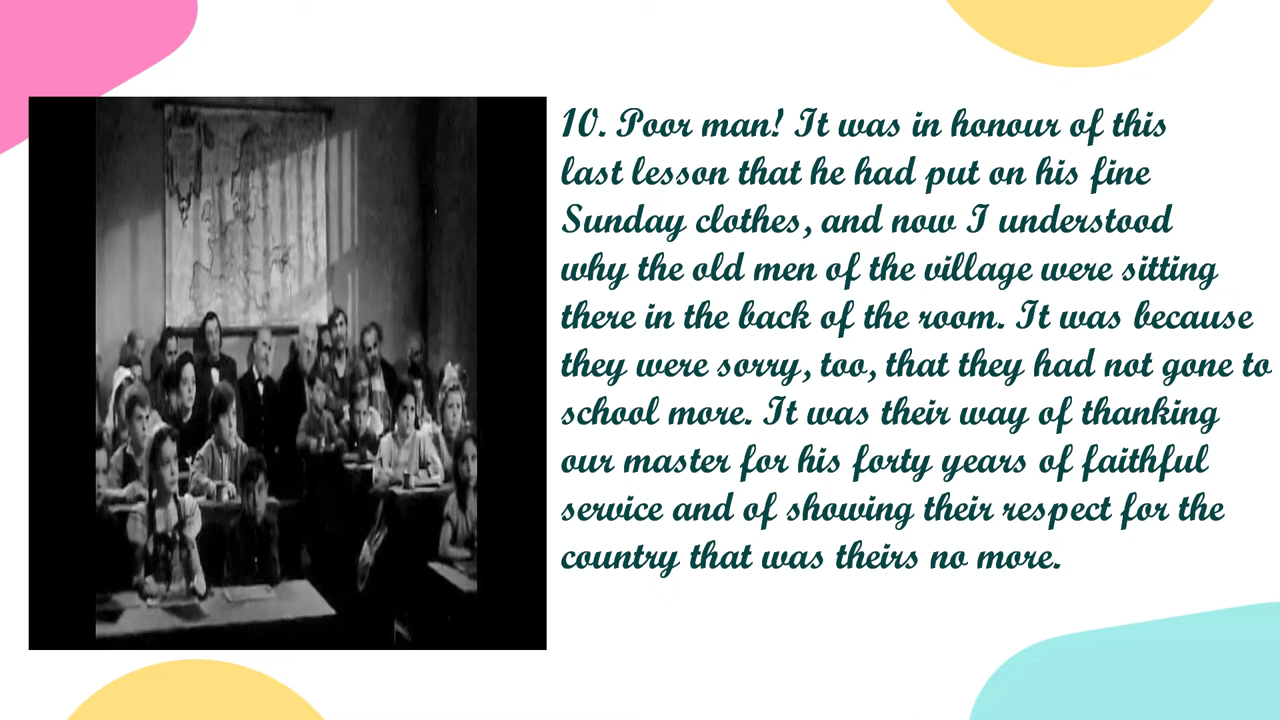 10. Poor man! It was in honour of this
last lesson that he had put on his fine
Sunday clothes, and now I understood
why the old men of the village were sitting
there in the back of the room. It was because
they were sorry, too, that they had not gone to
school more. It was their way of thanking
our master for his forty years of faithful
service and of showing their respect for the
country that was theirs no more.